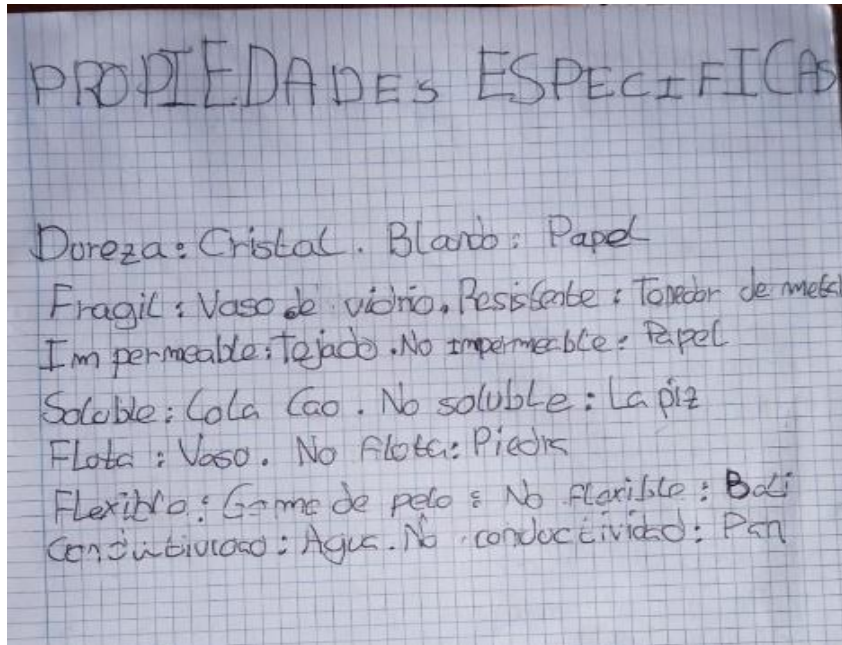 PROPIEDADES ESPECIFICAS
Dureza: Cristal. Blando: Papel
Fragil: Vaso de vidrio. Resistente: Tenedor de metal
Impermeable: Tejado. No impermeable: Papel
Soluble: Cola Cao. No soluble: Lapiz
Flota: Vaso. No flota: Piedra
Flexible: Goma de pelo: No flexible: Boli
Conductividad: Agua. No conductividad: Pan